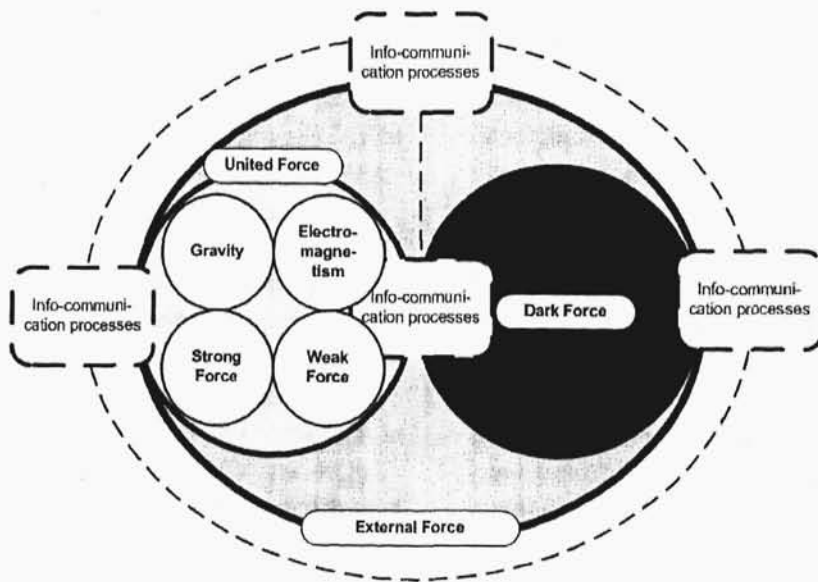 Info-communi-
cation processes
United Force
Gravity
Electro-
magne-
tism
Info-communi-
cation processes
Info-communi-
cation processes
Dark Force
Info-communi-
cation processes
Strong
Force
Weak
Force
External Force